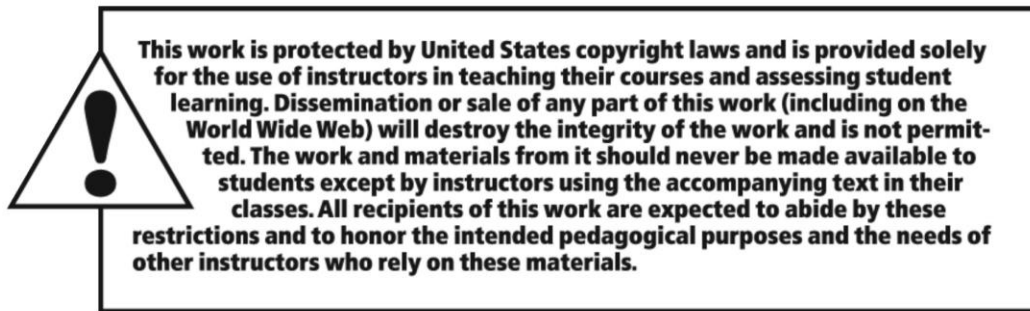 This work is protected by United States copyright laws and is provided solely
for the use of instructors in teaching their courses and assessing student
learning. Dissemination or sale of any part of this work (including on the
World Wide Web) will destroy the integrity of the work and is not permit-
ted. The work and materials from it should never be made available to
students except by instructors using the accompanying text in their
classes. All recipients of this work are expected to abide by these
restrictions and to honor the intended pedagogical purposes and the needs of
other instructors who rely on these materials.